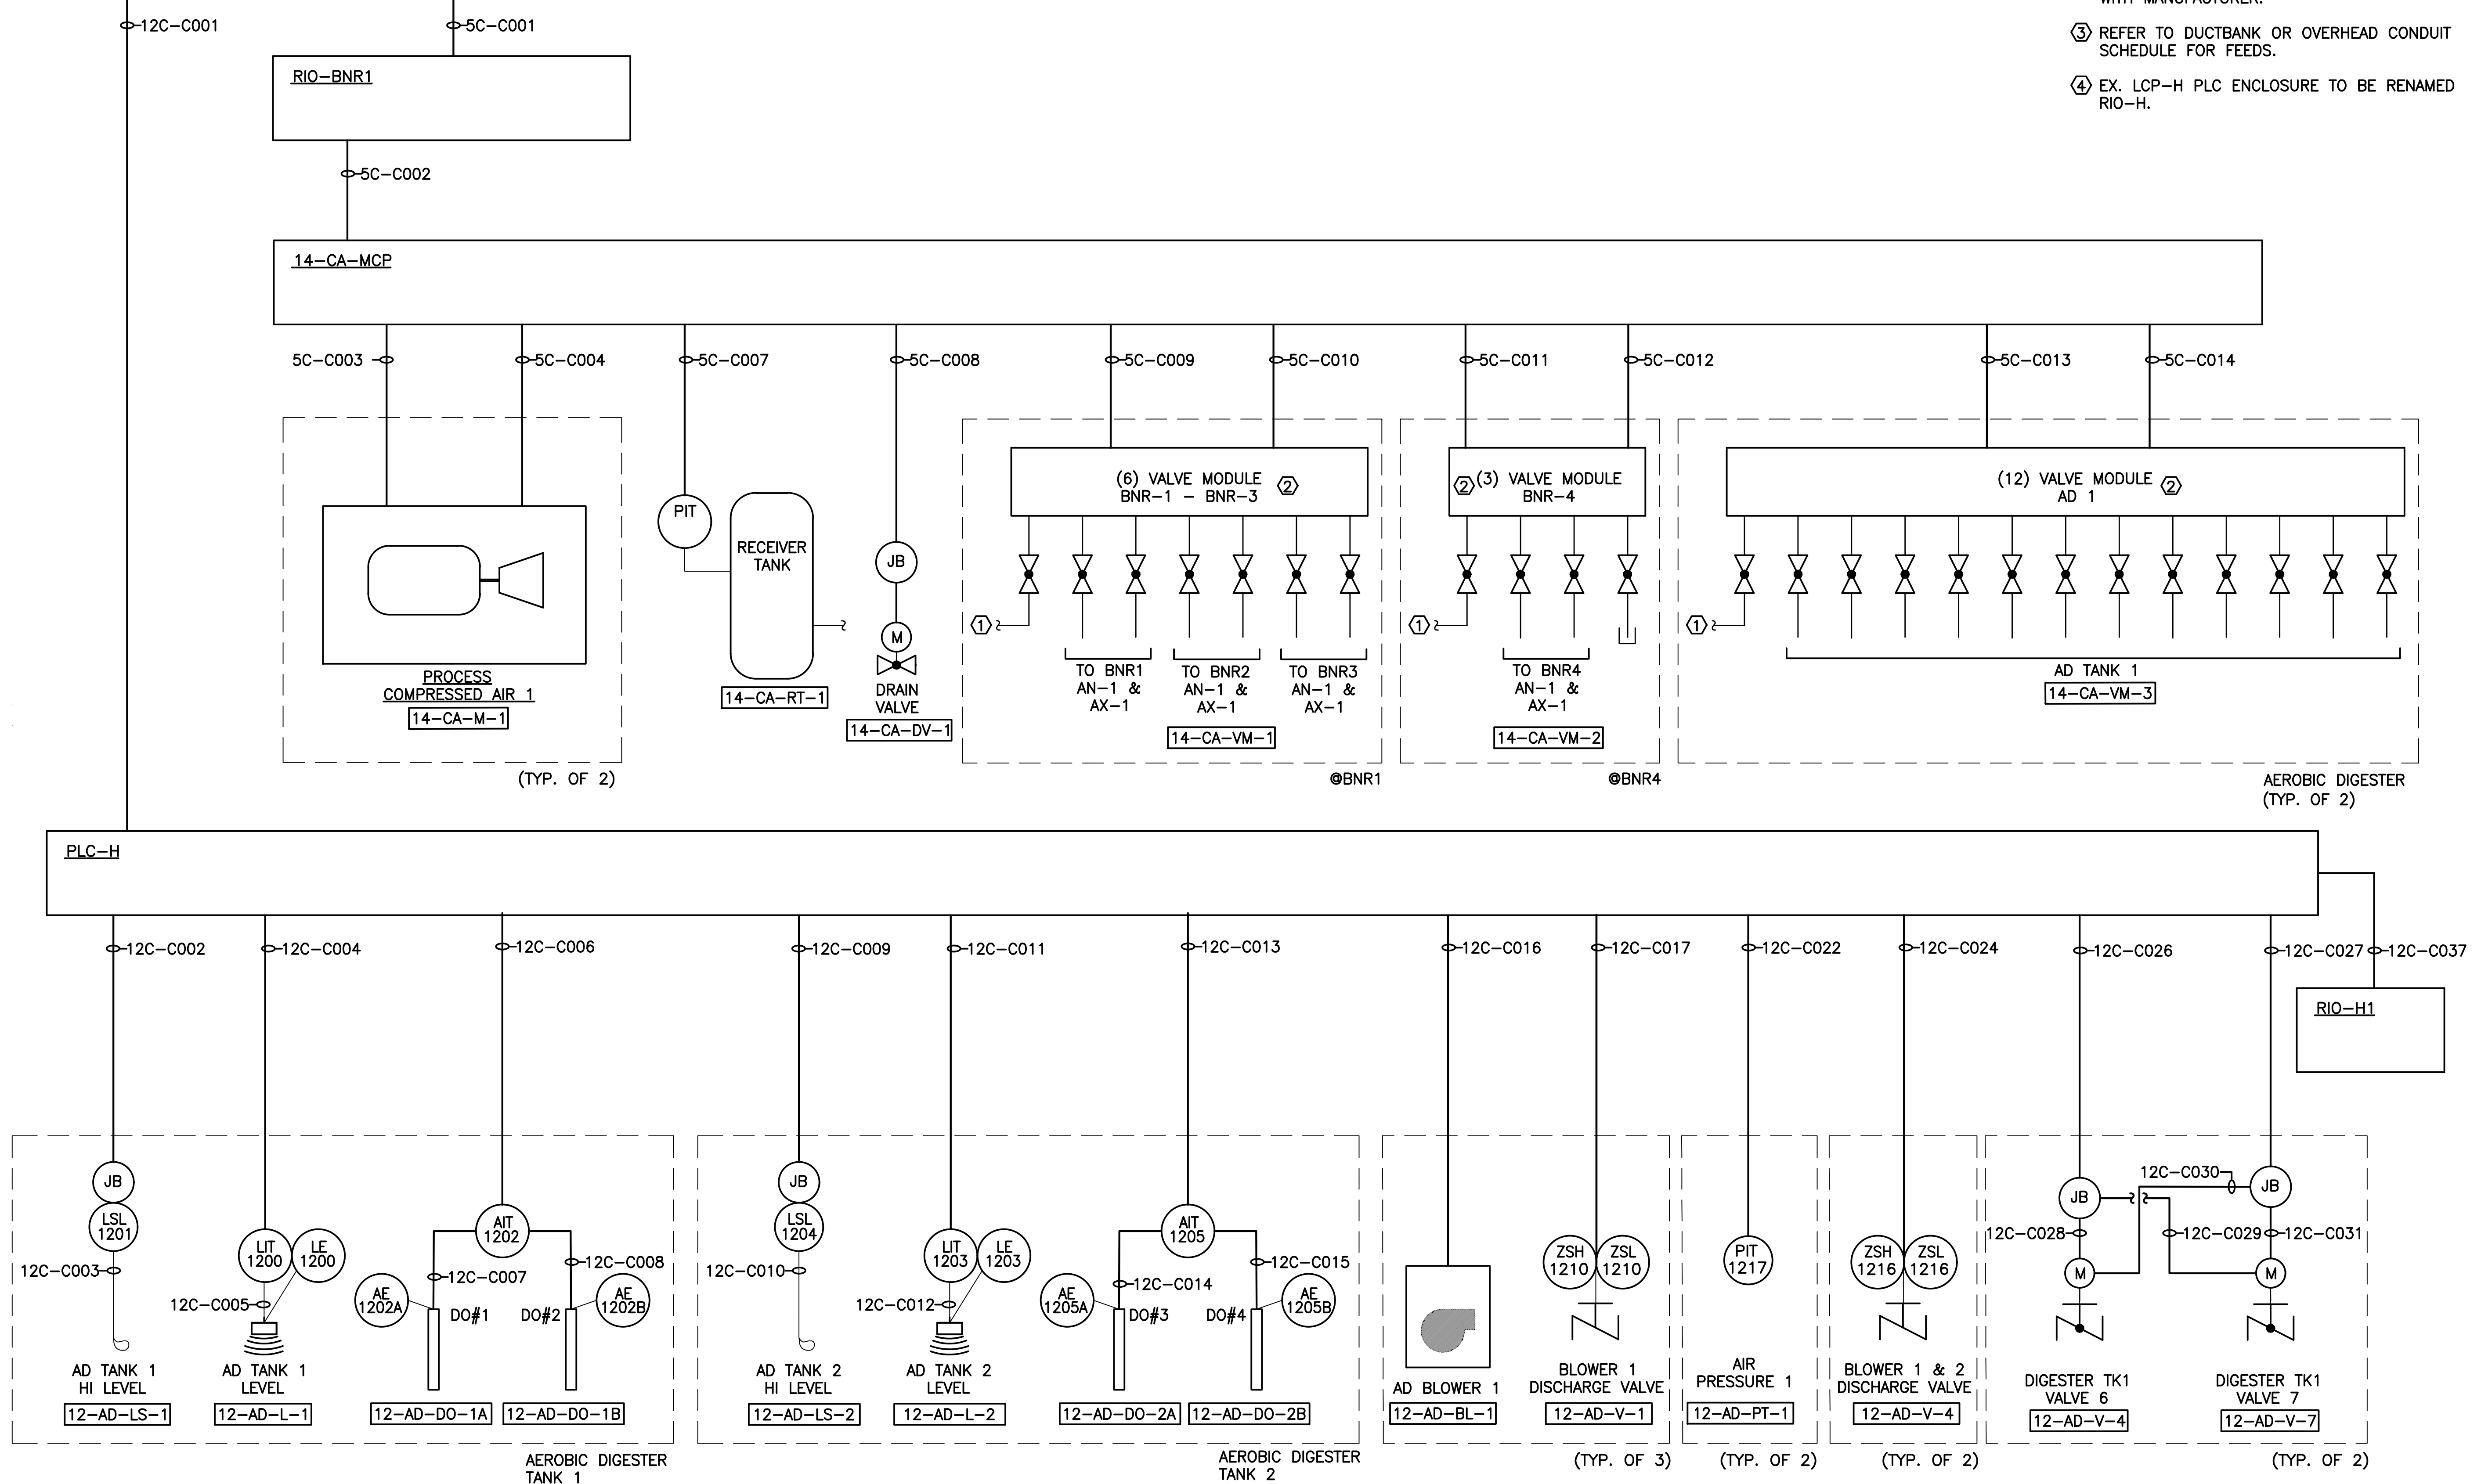 12C-C001
5C-C001
WITH MANUFACTURER.
3 REFER TO DUCTBANK OR OVERHEAD CONDUIT
SCHEDULE FOR FEEDS.
4 EX. LCP-H PLC ENCLOSURE TO BE RENAMED
RIO-H.
RIO-BNR1
5C-C002
14-CA-MCP
5C-C003
5C-C004
5C-C007
5C-C008
5C-C009
5C-C010
5C-C011
5C-C012
5C-C013
5C-C014
PROCESS
COMPRESSED AIR 1
14-CA-M-1
(TYP. OF 2)
PIT
RECEIVER
TANK
14-CA-RT-1
JB
M
DRAIN
VALVE
14-CA-DV-1
(6) VALVE MODULE
BNR-1 - BNR-3
2
1
TO BNR1
AN-1 &
AX-1
TO BNR2
AN-1 &
AX-1
TO BNR3
AN-1 &
AX-1
14-CA-VM-1
@BNR1
2
(3) VALVE MODULE
BNR-4
1
TO BNR4
AN-1 &
AX-1
14-CA-VM-2
@BNR4
(12) VALVE MODULE
AD 1
2
1
AD TANK 1
14-CA-VM-3
AEROBIC DIGESTER
(TYP. OF 2)
PLC-H
12C-C002
12C-C004
12C-C006
12C-C009
12C-C011
12C-C013
12C-C016
12C-C017
12C-C022
12C-C024
12C-C026
12C-C027
12C-C037
RIO-H1
JB
LSL
1201
12C-C003
AD TANK 1
HI LEVEL
12-AD-LS-1
LIT
1200
LE
1200
12C-C005
AD TANK 1
LEVEL
12-AD-L-1
AIT
1202
12C-C007
12C-C008
AE
1202A
DO#1
DO#2
AE
1202B
12-AD-DO-1A
12-AD-DO-1B
AEROBIC DIGESTER
TANK 1
JB
LSL
1204
12C-C010
AD TANK 2
HI LEVEL
12-AD-LS-2
LIT
1203
LE
1203
12C-C012
AD TANK 2
LEVEL
12-AD-L-2
AIT
1205
12C-C014
12C-C015
AE
1205A
DO#3
DO#4
AE
1205B
12-AD-DO-2A
12-AD-DO-2B
AEROBIC DIGESTER
TANK 2
AD BLOWER 1
12-AD-BL-1
ZSH
1210
ZSL
1210
BLOWER 1
DISCHARGE VALVE
12-AD-V-1
(TYP. OF 3)
PIT
1217
AIR
PRESSURE 1
12-AD-PT-1
(TYP. OF 2)
ZSH
1216
ZSL
1216
BLOWER 1 & 2
DISCHARGE VALVE
12-AD-V-4
(TYP. OF 2)
12C-C030
JB
JB
12C-C028
12C-C029
12C-C031
M
M
DIGESTER TK1
VALVE 6
12-AD-V-4
DIGESTER TK1
VALVE 7
12-AD-V-7
(TYP. OF 2)